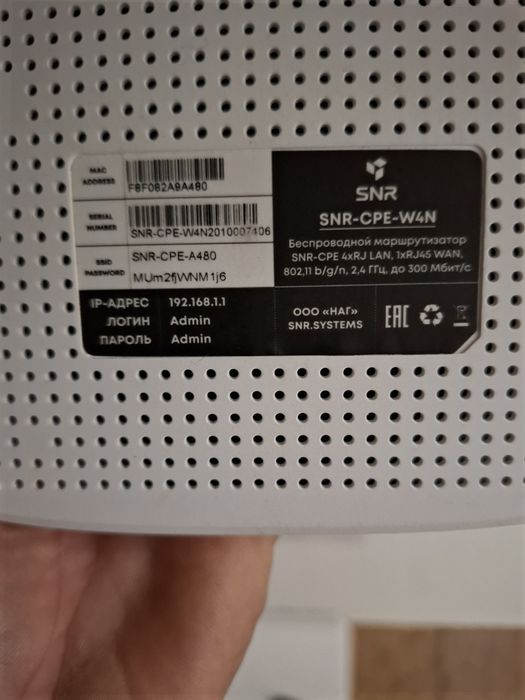 MAC
ADDRESS
F8F082A9A480
SERIAL
NUMBER
SNR-CPE-W4N2010007406
SSID
PASSWORD
SNR-CPE-A480
MUm2fjWNM1j6
IP-АДРЕС 192.168.1.1
ЛОГИН Admin
ПАРОЛЬ Admin
SNR
SNR-CPE-W4N
Беспроводной маршрутизатор
SNR-CPE 4xRJ LAN, 1xRJ45 WAN,
802,11 b/g/n, 2,4 ГГц, до 300 Мбит/с
ООО «НАГ»
SNR.SYSTEMS
EAC